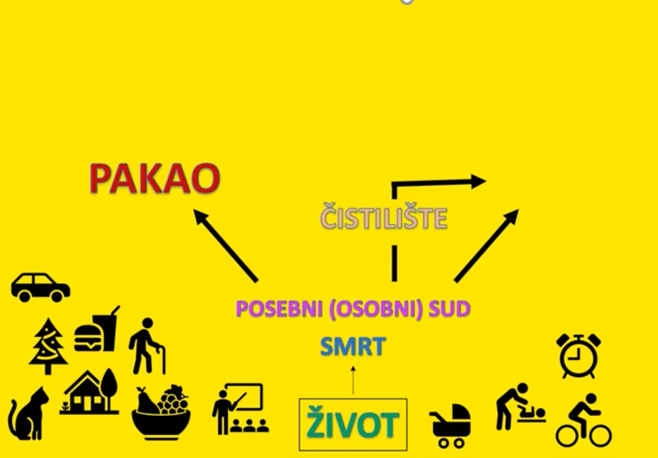 PAKAO
ČISTILIŠTE
POSEBNI (OSOBNI) SUD
SMRT
ŽIVOT